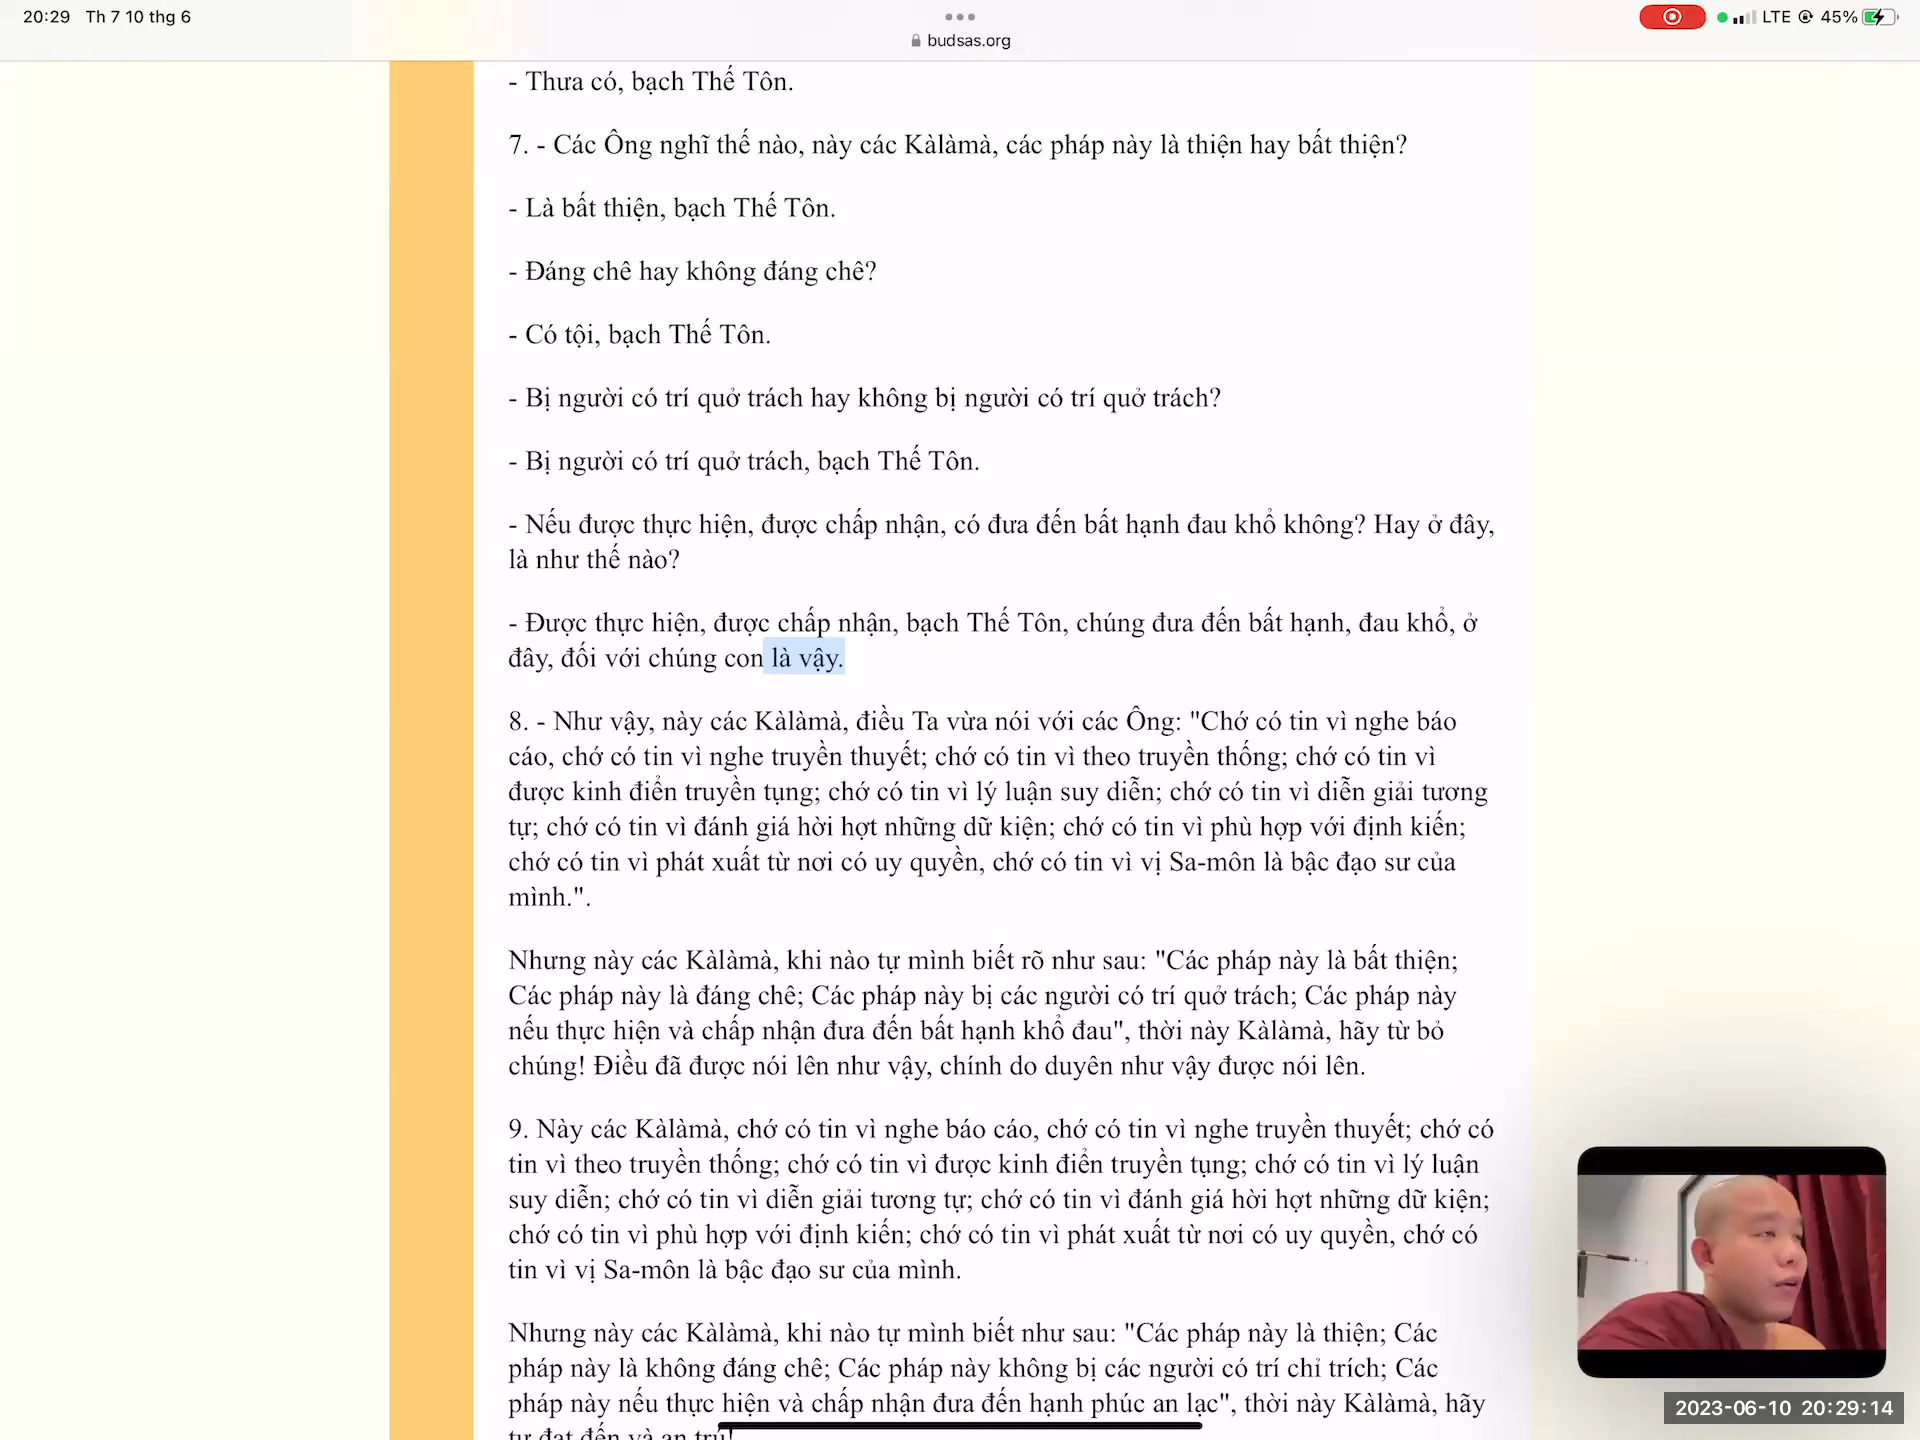 20:29 Th 7 10 thg 6
LTE 45%
budsas.org
- Thưa có, bạch Thế Tôn.
7. - Các Ông nghĩ thế nào, này các Kàlàmà, các pháp này là thiện hay bất thiện?
- Là bất thiện, bạch Thế Tôn.
- Đáng chê hay không đáng chê?
- Có tội, bạch Thế Tôn.
- Bị người có trí quở trách hay không bị người có trí quở trách?
- Bị người có trí quở trách, bạch Thế Tôn.
- Nếu được thực hiện, được chấp nhận, có đưa đến bất hạnh đau khổ không? Hay ở đây,
là như thế nào?
- Được thực hiện, được chấp nhận, bạch Thế Tôn, chúng đưa đến bất hạnh, đau khổ, ở
đây, đối với chúng con là vậy.
8. - Như vậy, này các Kàlàmà, điều Ta vừa nói với các Ông: "Chớ có tin vì nghe báo
cáo, chớ có tin vì nghe truyền thuyết; chớ có tin vì theo truyền thống; chớ có tin vì
được kinh điển truyền tụng; chớ có tin vì lý luận suy diễn; chớ có tin vì diễn giải tương
tự; chớ có tin vì đánh giá hời hợt những dữ kiện; chớ có tin vì phù hợp với định kiến;
chớ có tin vì phát xuất từ nơi có uy quyền, chớ có tin vì vị Sa-môn là bậc đạo sư của
mình.".
Nhưng này các Kàlàmà, khi nào tự mình biết rõ như sau: "Các pháp này là bất thiện;
Các pháp này là đáng chê; Các pháp này bị các người có trí quở trách; Các pháp này
nếu thực hiện và chấp nhận đưa đến bất hạnh khổ đau", thời này Kàlàmà, hãy từ bỏ
chúng! Điều đã được nói lên như vậy, chính do duyên như vậy được nói lên.
9. Này các Kàlàmà, chớ có tin vì nghe báo cáo, chớ có tin vì nghe truyền thuyết; chớ có
tin vì theo truyền thống; chớ có tin vì được kinh điển truyền tụng; chớ có tin vì lý luận
suy diễn; chớ có tin vì diễn giải tương tự; chớ có tin vì đánh giá hời hợt những dữ kiện;
chớ có tin vì phù hợp với định kiến; chớ có tin vì phát xuất từ nơi có uy quyền, chớ có
tin vì vị Sa-môn là bậc đạo sư của mình.
Nhưng này các Kàlàmà, khi nào tự mình biết như sau: "Các pháp này là thiện; Các
pháp này là không đáng chê; Các pháp này không bị các người có trí chỉ trích; Các
pháp này nếu thực hiện và chấp nhận đưa đến hạnh phúc an lạc", thời này Kàlàmà, hãy
tự đạt đến và an trú!
2023-06-10 20:29:14